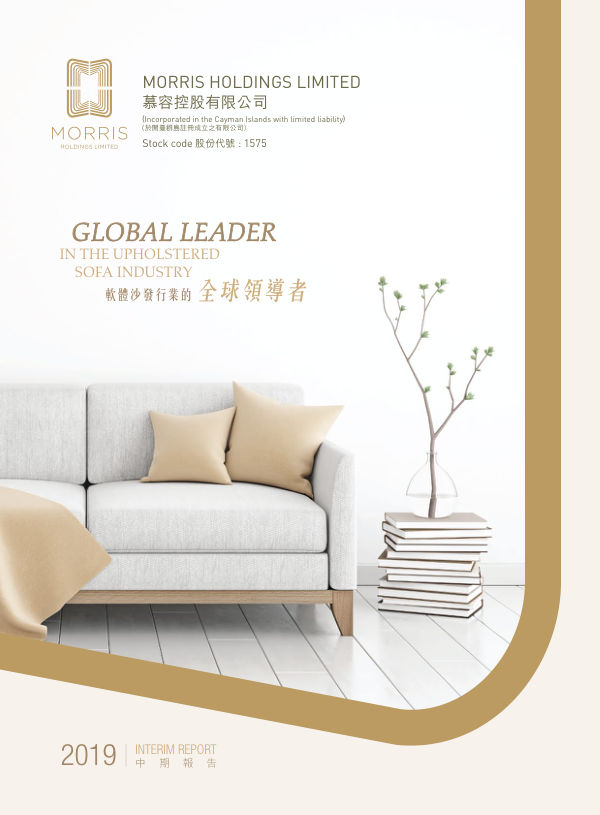 MORRIS
HOLDINGS LIMITED
MORRIS HOLDINGS LIMITED
慕容控股有限公司
(Incorporated in the Cayman Islands with limited liability)
(於開曼群島註冊成立之有限公司)
Stock code 股份代號 : 1575
GLOBAL LEADER
IN THE UPHOLSTERED
SOFA INDUSTRY
軟體沙發行業的 全球領導者
2019 INTERIM REPORT
中期報告